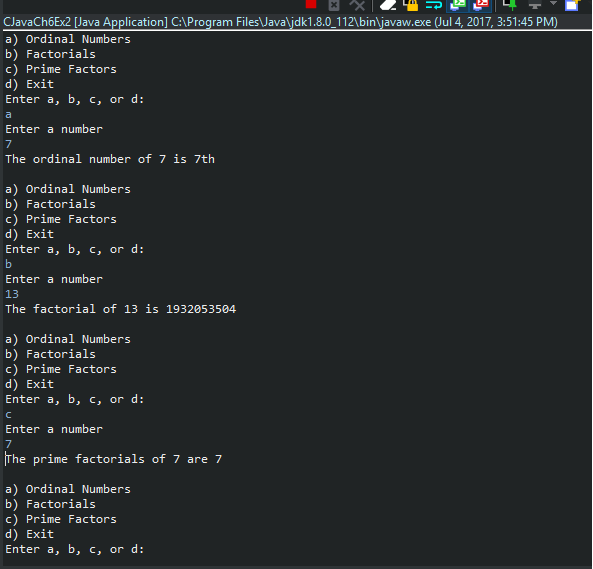 CJavaCh6Ex2 [Java Application] C:\Program Files\Java\jdk1.8.0_112\bin\javaw.exe (Jul 4, 2017, 3:51:45 PM)
a) Ordinal Numbers
b) Factorials
c) Prime Factors
d) Exit
Enter a, b, c, or d:
a
Enter a number
7
The ordinal number of 7 is 7th

a) Ordinal Numbers
b) Factorials
c) Prime Factors
d) Exit
Enter a, b, c, or d:
b
Enter a number
13
The factorial of 13 is 1932053504

a) Ordinal Numbers
b) Factorials
c) Prime Factors
d) Exit
Enter a, b, c, or d:
c
Enter a number
7
The prime factorials of 7 are 7

a) Ordinal Numbers
b) Factorials
c) Prime Factors
d) Exit
Enter a, b, c, or d: